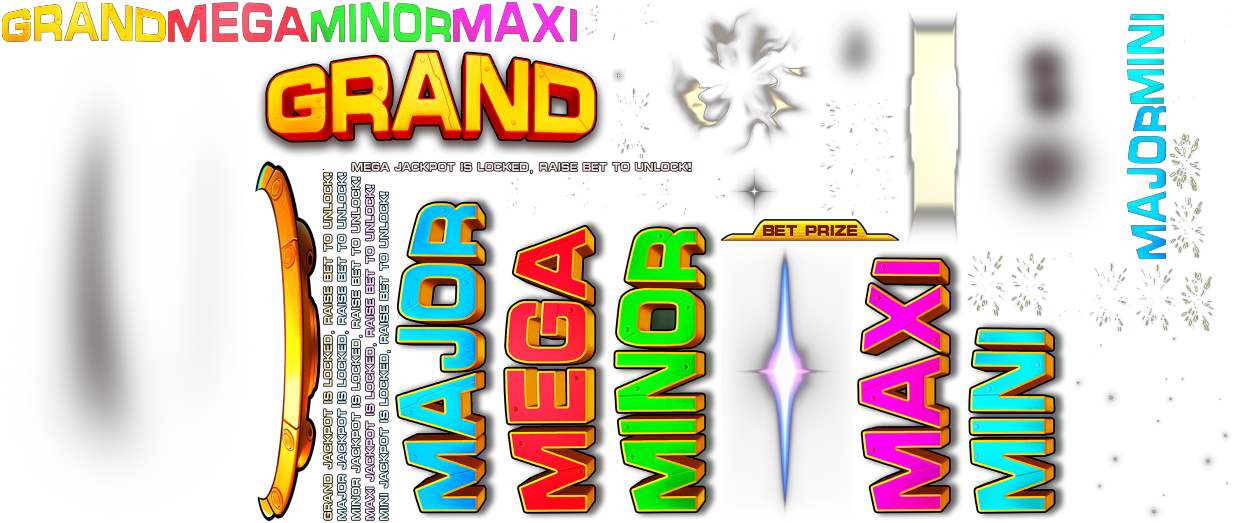 GRANDMEGAMINORMAXI
GRAND
MEGA JACKPOT IS LOCKED, RAISE BET TO UNLOCK!
GRAND JACKPOT IS LOCKED, RAISE BET TO UNLOCK!
MAJOR JACKPOT IS LOCKED, RAISE BET TO UNLOCK!
MINOR JACKPOT IS LOCKED, RAISE BET TO UNLOCK!
MAXI JACKPOT IS LOCKED, RAISE BET TO UNLOCK!
MINI JACKPOT IS LOCKED, RAISE BET TO UNLOCK!
MAJOR
MEGA
MINOR
BET PRIZE
MAXI
MINI
MAJORMINI